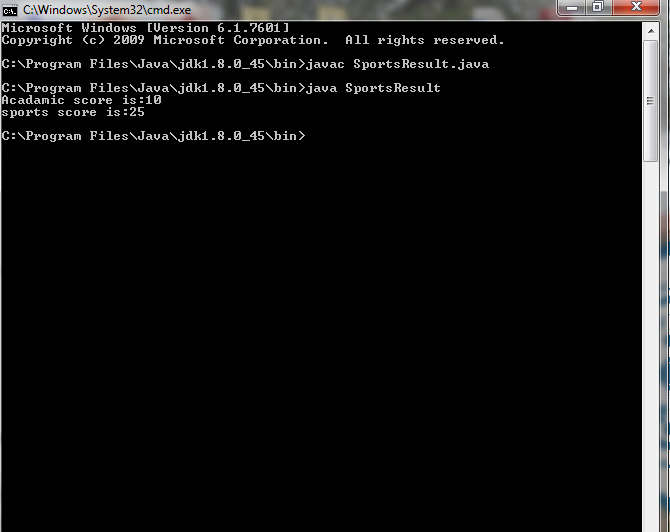 C:\Windows\System32\cmd.exe
Microsoft Windows [Version 6.1.7601]
Copyright (c) 2009 Microsoft Corporation.  All rights reserved.
C:\Program Files\Java\jdk1.8.0_45\bin>javac SportsResult.java
C:\Program Files\Java\jdk1.8.0_45\bin>java SportsResult
Acadamic score is:10
sports score is:25
C:\Program Files\Java\jdk1.8.0_45\bin>